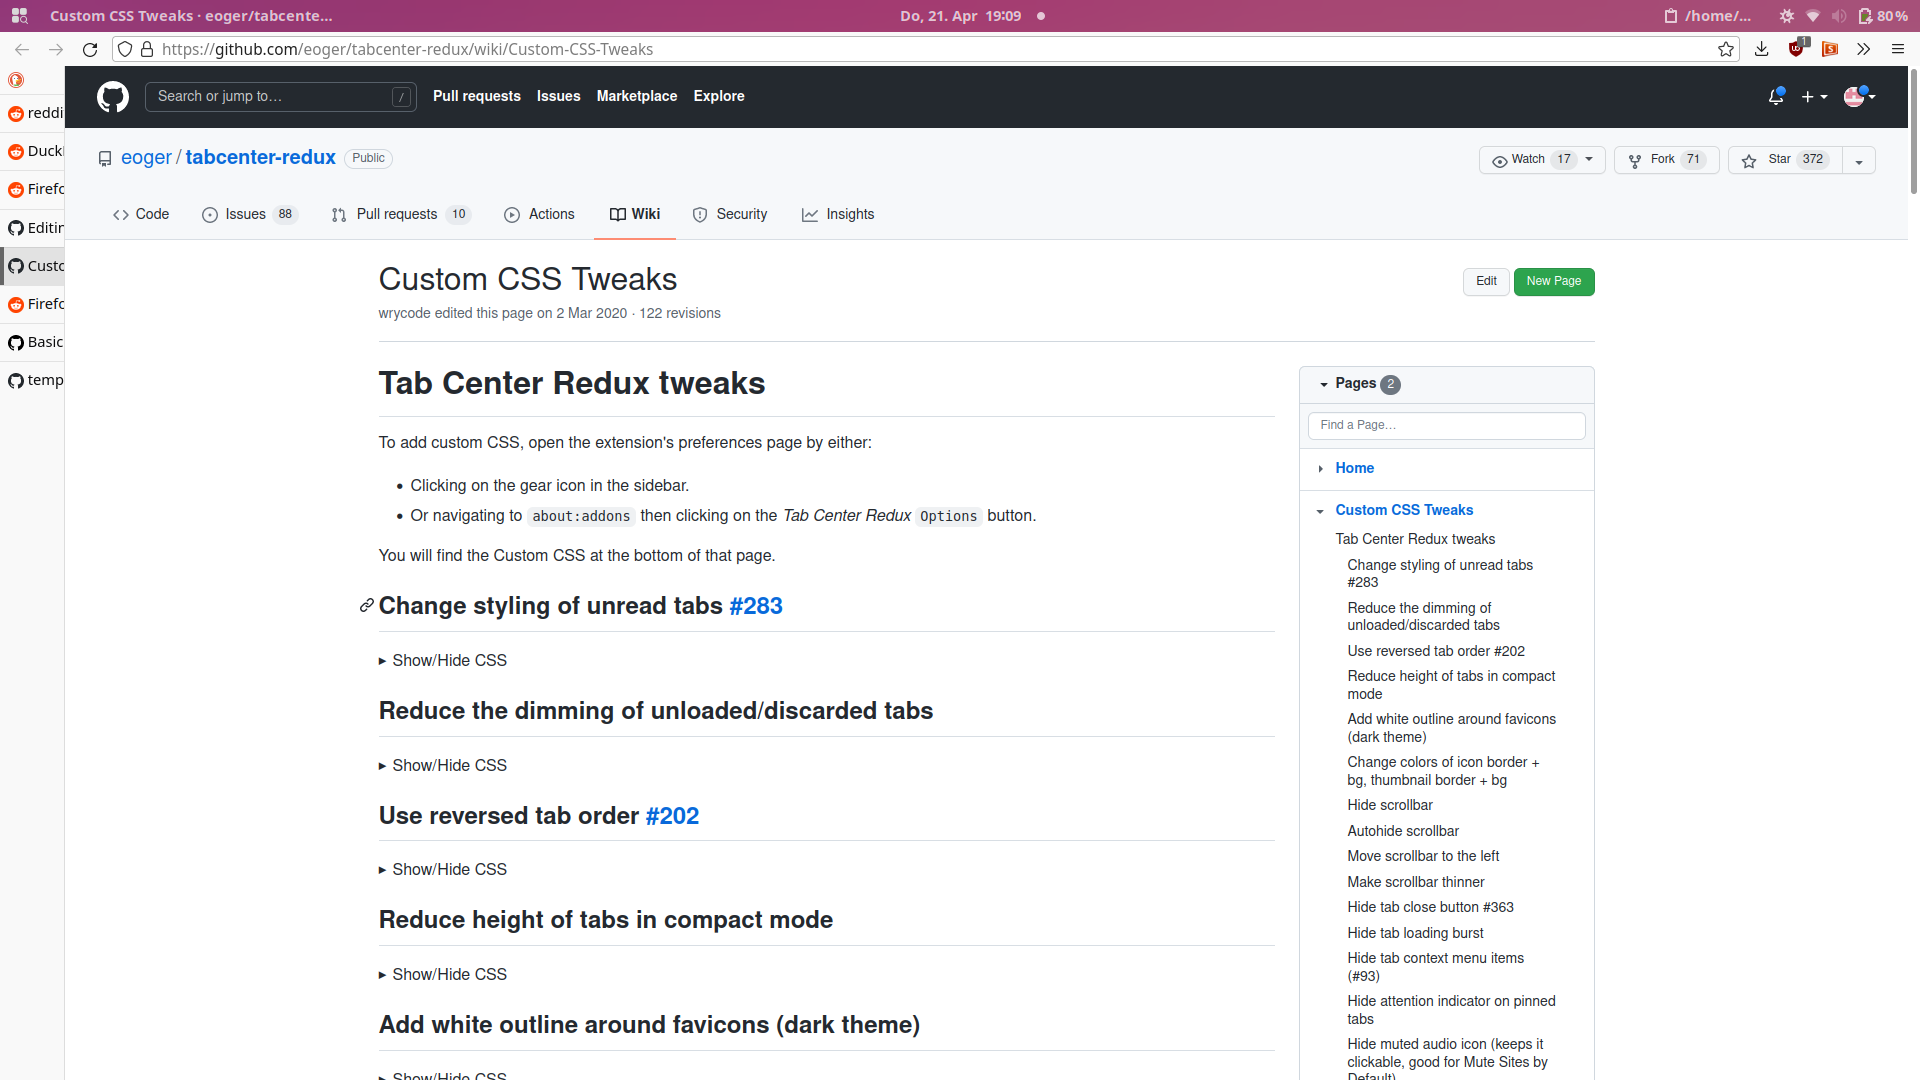 Custom CSS Tweaks · eoger/tabcente...
Do, 21. Apr 19:09
/home/...
80 %
https://github.com/eoger/tabcenter-redux/wiki/Custom-CSS-Tweaks
1
reddi
Duck
Firefo
Editin
Custo
Firefo
Basic
temp
Search or jump to…
/
Pull requests
Issues
Marketplace
Explore
eoger / tabcenter-redux
Public
Watch 17
Fork 71
Star 372
Code
Issues 88
Pull requests 10
Actions
Wiki
Security
Insights
Custom CSS Tweaks
Edit
New Page
wrycode edited this page on 2 Mar 2020 · 122 revisions
Tab Center Redux tweaks
To add custom CSS, open the extension's preferences page by either:
• Clicking on the gear icon in the sidebar.
• Or navigating to about:addons then clicking on the Tab Center Redux Options button.
You will find the Custom CSS at the bottom of that page.
Change styling of unread tabs #283
Show/Hide CSS
Reduce the dimming of unloaded/discarded tabs
Show/Hide CSS
Use reversed tab order #202
Show/Hide CSS
Reduce height of tabs in compact mode
Show/Hide CSS
Add white outline around favicons (dark theme)
Show/Hide CSS
Pages 2
Find a Page…
Home
Custom CSS Tweaks
Tab Center Redux tweaks
Change styling of unread tabs
#283
Reduce the dimming of
unloaded/discarded tabs
Use reversed tab order #202
Reduce height of tabs in compact
mode
Add white outline around favicons
(dark theme)
Change colors of icon border +
bg, thumbnail border + bg
Hide scrollbar
Autohide scrollbar
Move scrollbar to the left
Make scrollbar thinner
Hide tab close button #363
Hide tab loading burst
Hide tab context menu items
(#93)
Hide attention indicator on pinned
tabs
Hide muted audio icon (keeps it
clickable, good for Mute Sites by
Default)